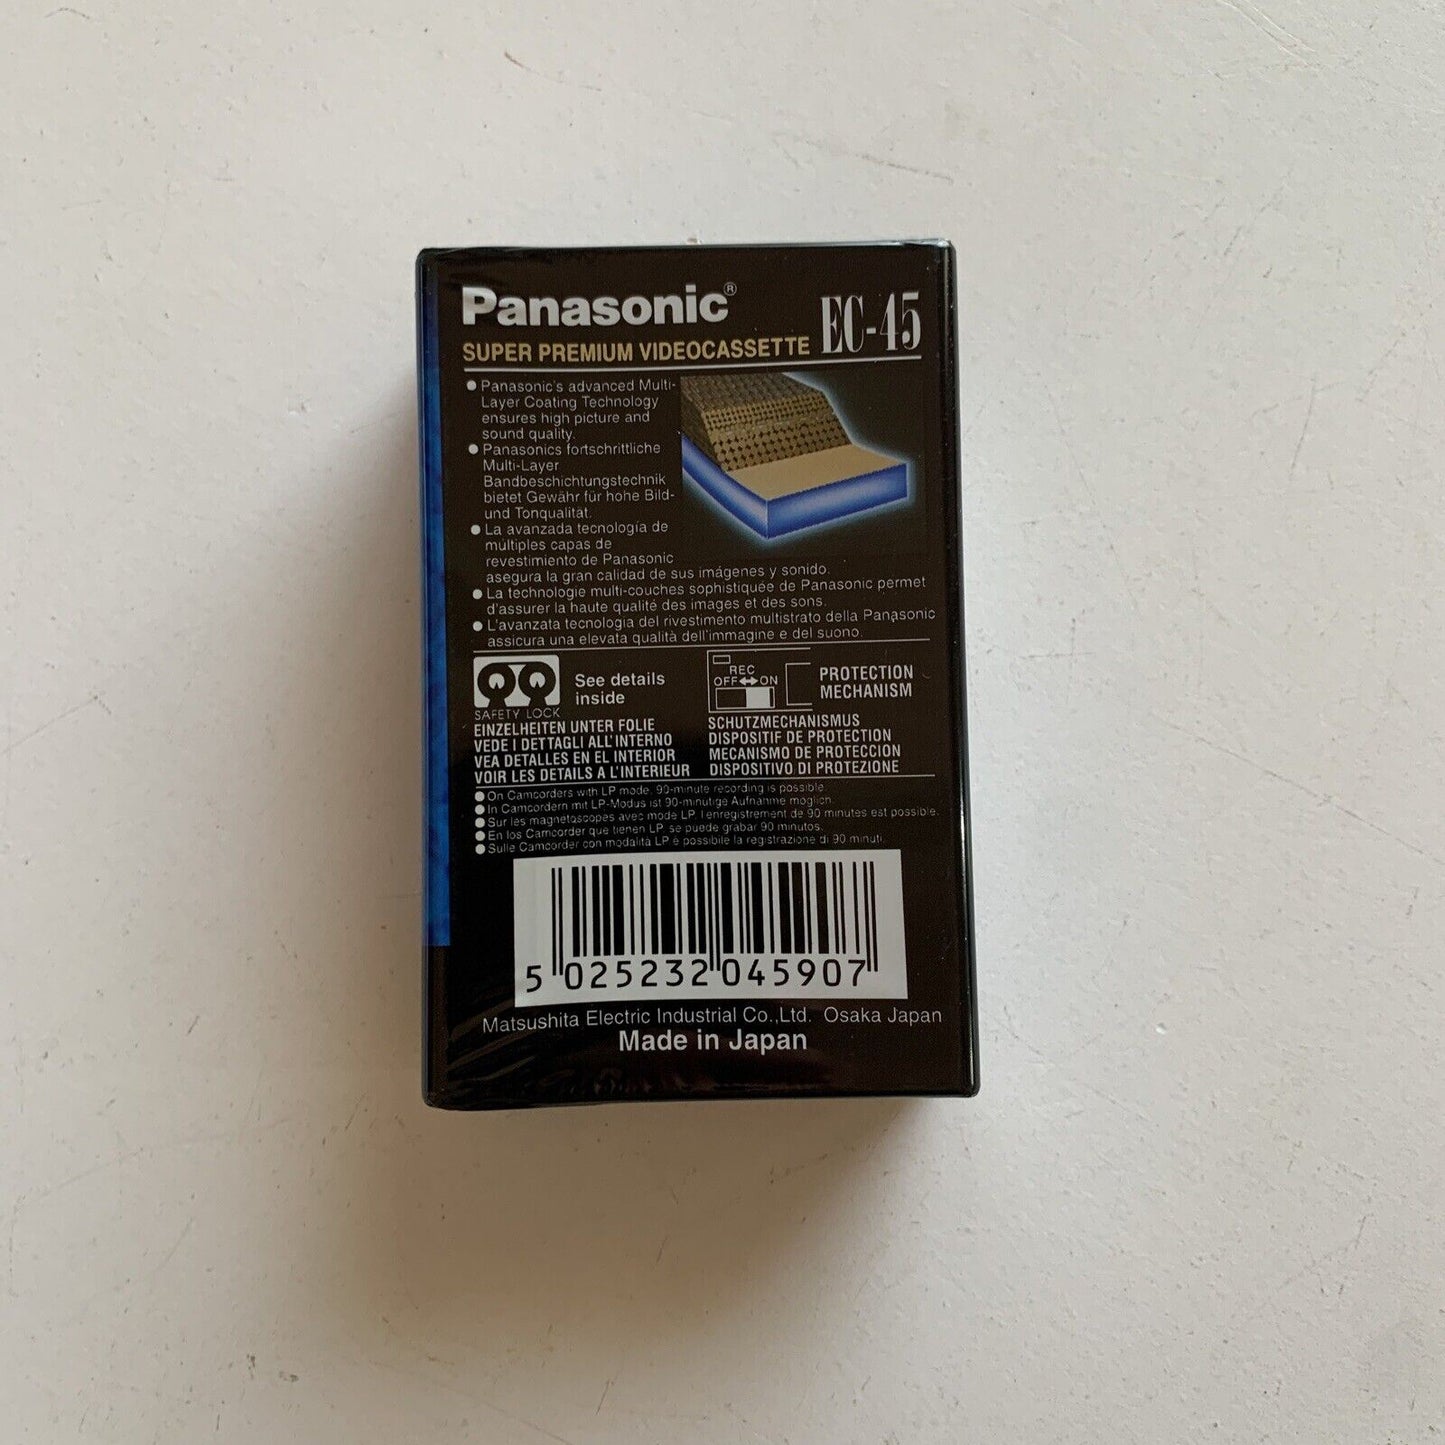 Panasonic®
SUPER PREMIUM VIDEOCASSETTE EC-45
● Panasonic's advanced Multi-
Layer Coating Technology
ensures high picture and
sound quality.
● Panasonics fortschrittliche
Multi-Layer
Bandbeschichtungstechnik
bietet Gewähr für hohe Bild-
und Tonqualität.
● La avanzada tecnología de
múltiples capas de
revestimiento de Panasonic
asegura la gran calidad de sus imágenes y sonido.
● La technologie multi-couches sophistiquée de Panasonic permet
d'assurer la haute qualité des images et des sons.
● L'avanzata tecnologia del rivestimento multistrato della Panasonic
assicura una elevata qualità dell'immagine e del suono.
SAFETY LOCK
See details
inside
EINZELHEITEN UNTER FOLIE
VEDE I DETTAGLI ALL'INTERNO
VEA DETALLES EN EL INTERIOR
VOIR LES DETAILS A L'INTERIEUR
REC
OFF↔ON
PROTECTION
MECHANISM
SCHUTZMECHANISMUS
DISPOSITIF DE PROTECTION
MECANISMO DE PROTECCION
DISPOSITIVO DI PROTEZIONE
● On Camcorders with LP mode, 90-minute recording is possible.
● In Camcordern mit LP-Modus ist 90-minutige Aufnahme möglich.
● Sur les magnetoscopes avec mode LP, l'enregistrement de 90 minutes est possible.
● En los Camcorder que tienen LP, se puede grabar 90 minutos.
● Sulle Camcorder con modalità LP è possibile la registrazione di 90 minuti
5 025232 045907
Matsushita Electric Industrial Co.,Ltd. Osaka Japan
Made in Japan